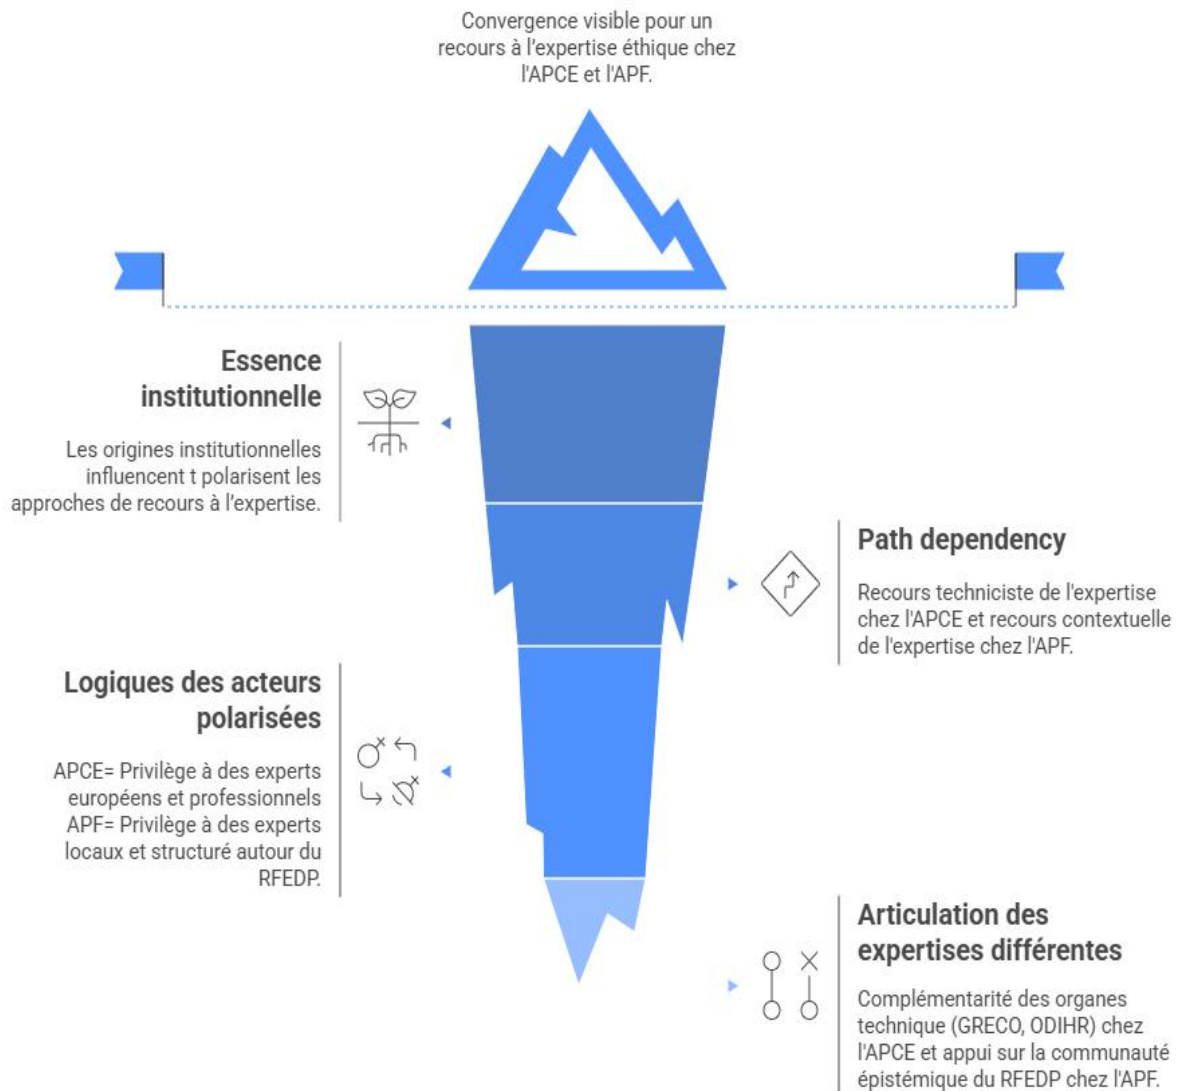 Convergence visible pour un
recours à l'expertise éthique chez
l'APCE et l'APF.
Essence
institutionnelle
Les origines institutionnelles
influencent t polarisent les
approches de recours à l'expertise.
Path dependency
Recours techniciste de l'expertise
chez l'APCE et recours contextuelle
de l'expertise chez l'APF.
Logiques des acteurs
polarisées
APCE= Privilège à des experts
européens et professionnels
APF= Privilège à des experts
locaux et structuré autour du
RFEDP.
Articulation des
expertises différentes
Complémentarité des organes
technique (GRECO, ODIHR) chez
l'APCE et appui sur la communauté
épistémique du RFEDP chez l'APF.